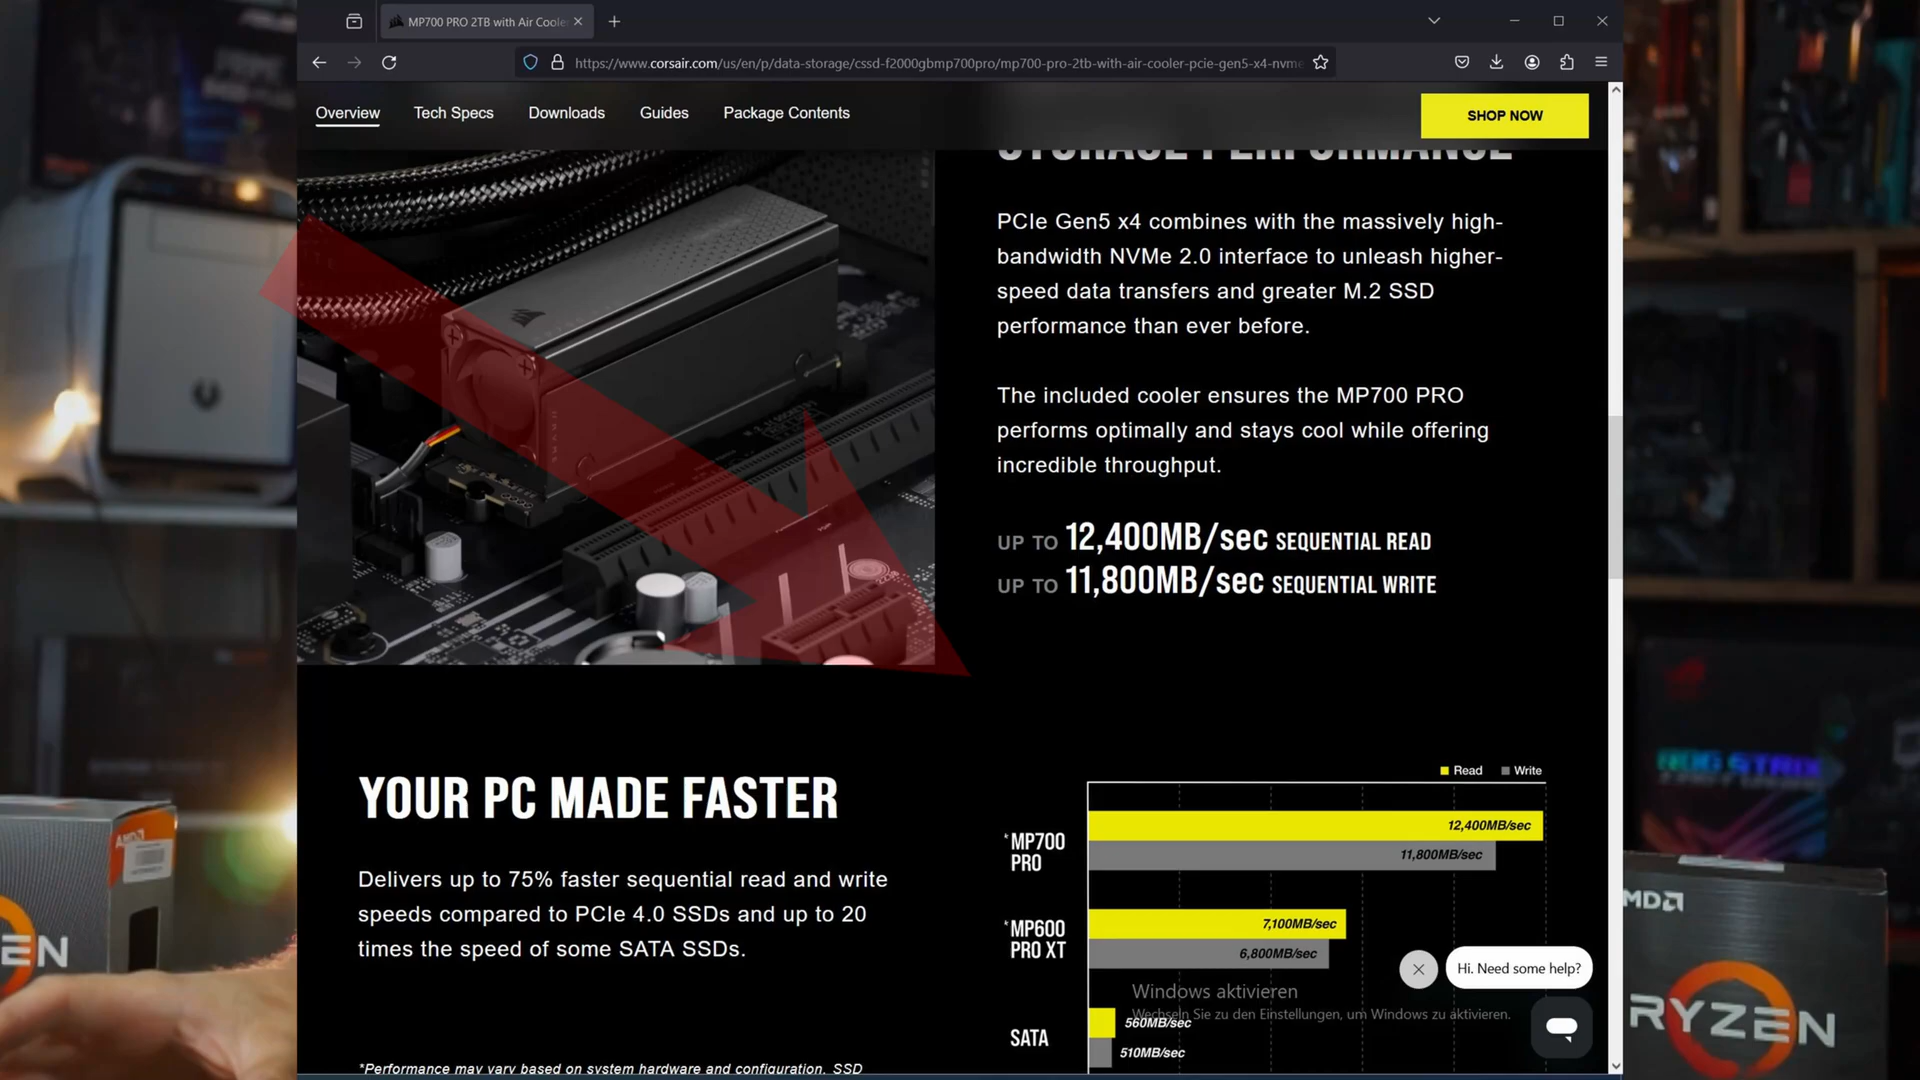 MP700 PRO 2TB with Air Coole
https://www.corsair.com/us/en/p/data-storage/cssd-f2000gbmp700pro/mp700-pro-2tb-with-air-cooler-pcie-gen5-x4-nvme
Overview Tech Specs Downloads Guides Package Contents SHOP NOW
STORAGE PERFORMANCE
PCIe Gen5 x4 combines with the massively high-
bandwidth NVMe 2.0 interface to unleash higher-
speed data transfers and greater M.2 SSD
performance than ever before.
The included cooler ensures the MP700 PRO
performs optimally and stays cool while offering
incredible throughput.
UP TO 12,400MB/sec SEQUENTIAL READ
UP TO 11,800MB/sec SEQUENTIAL WRITE
YOUR PC MADE FASTER
Delivers up to 75% faster sequential read and write
speeds compared to PCIe 4.0 SSDs and up to 20
times the speed of some SATA SSDs.
*Performance may vary based on system hardware and configuration. SSD
Read Write
*MP700
PRO
12,400MB/sec
11,800MB/sec
*MP600
PRO XT
7,100MB/sec
6,800MB/sec
SATA
560MB/sec
510MB/sec
Hi. Need some help?
Windows aktivieren
Wechseln Sie zu den Einstellungen, um Windows zu aktivieren.
AMD
EN
AMD
RYZEN
ROG STRIX